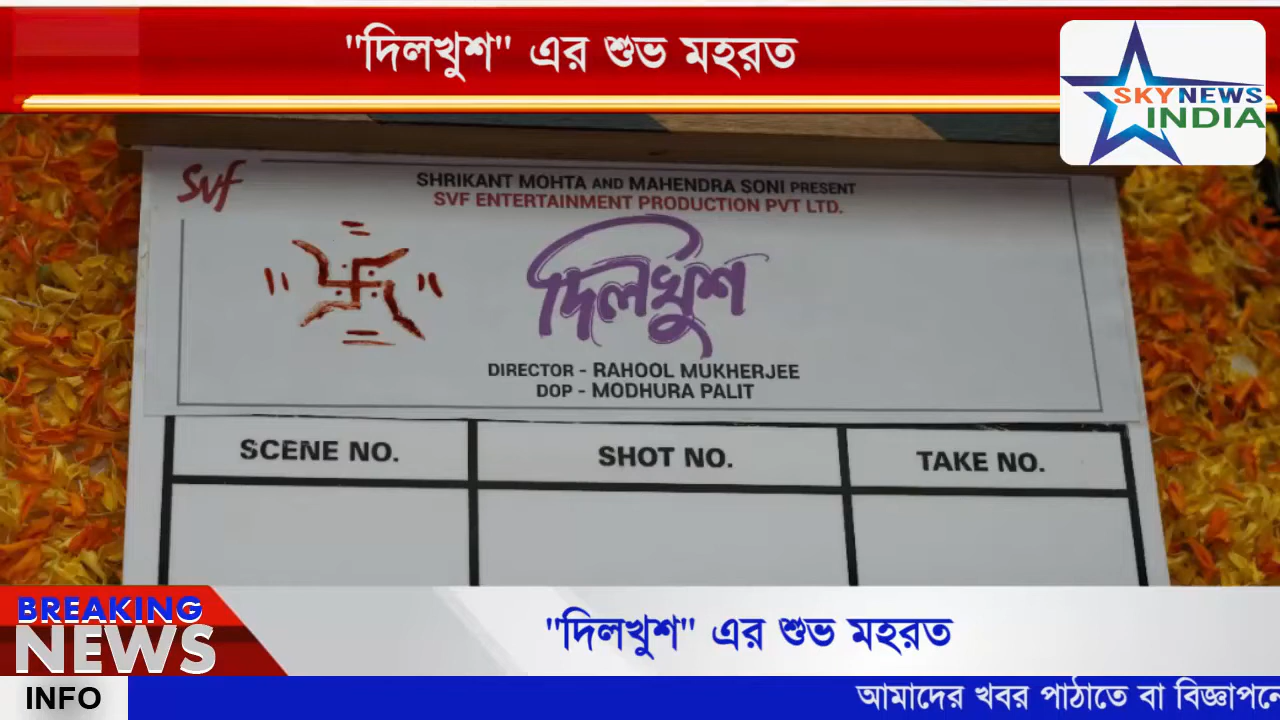 "দিলখুশ" এর শুভ মহরত
SKYNEWS
INDIA
svf
SHRIKANT MOHTA AND MAHENDRA SONI PRESENT
SVF ENTERTAINMENT PRODUCTION PVT LTD.
দিলখুশ
DIRECTOR - RAHOOL MUKHERJEE
DOP - MODHURA PALIT
SCENE NO. SHOT NO. TAKE NO.
BREAKING
NEWS
"দিলখুশ" এর শুভ মহরত
INFO
আমাদের খবর পাঠাতে বা বিজ্ঞাপনে